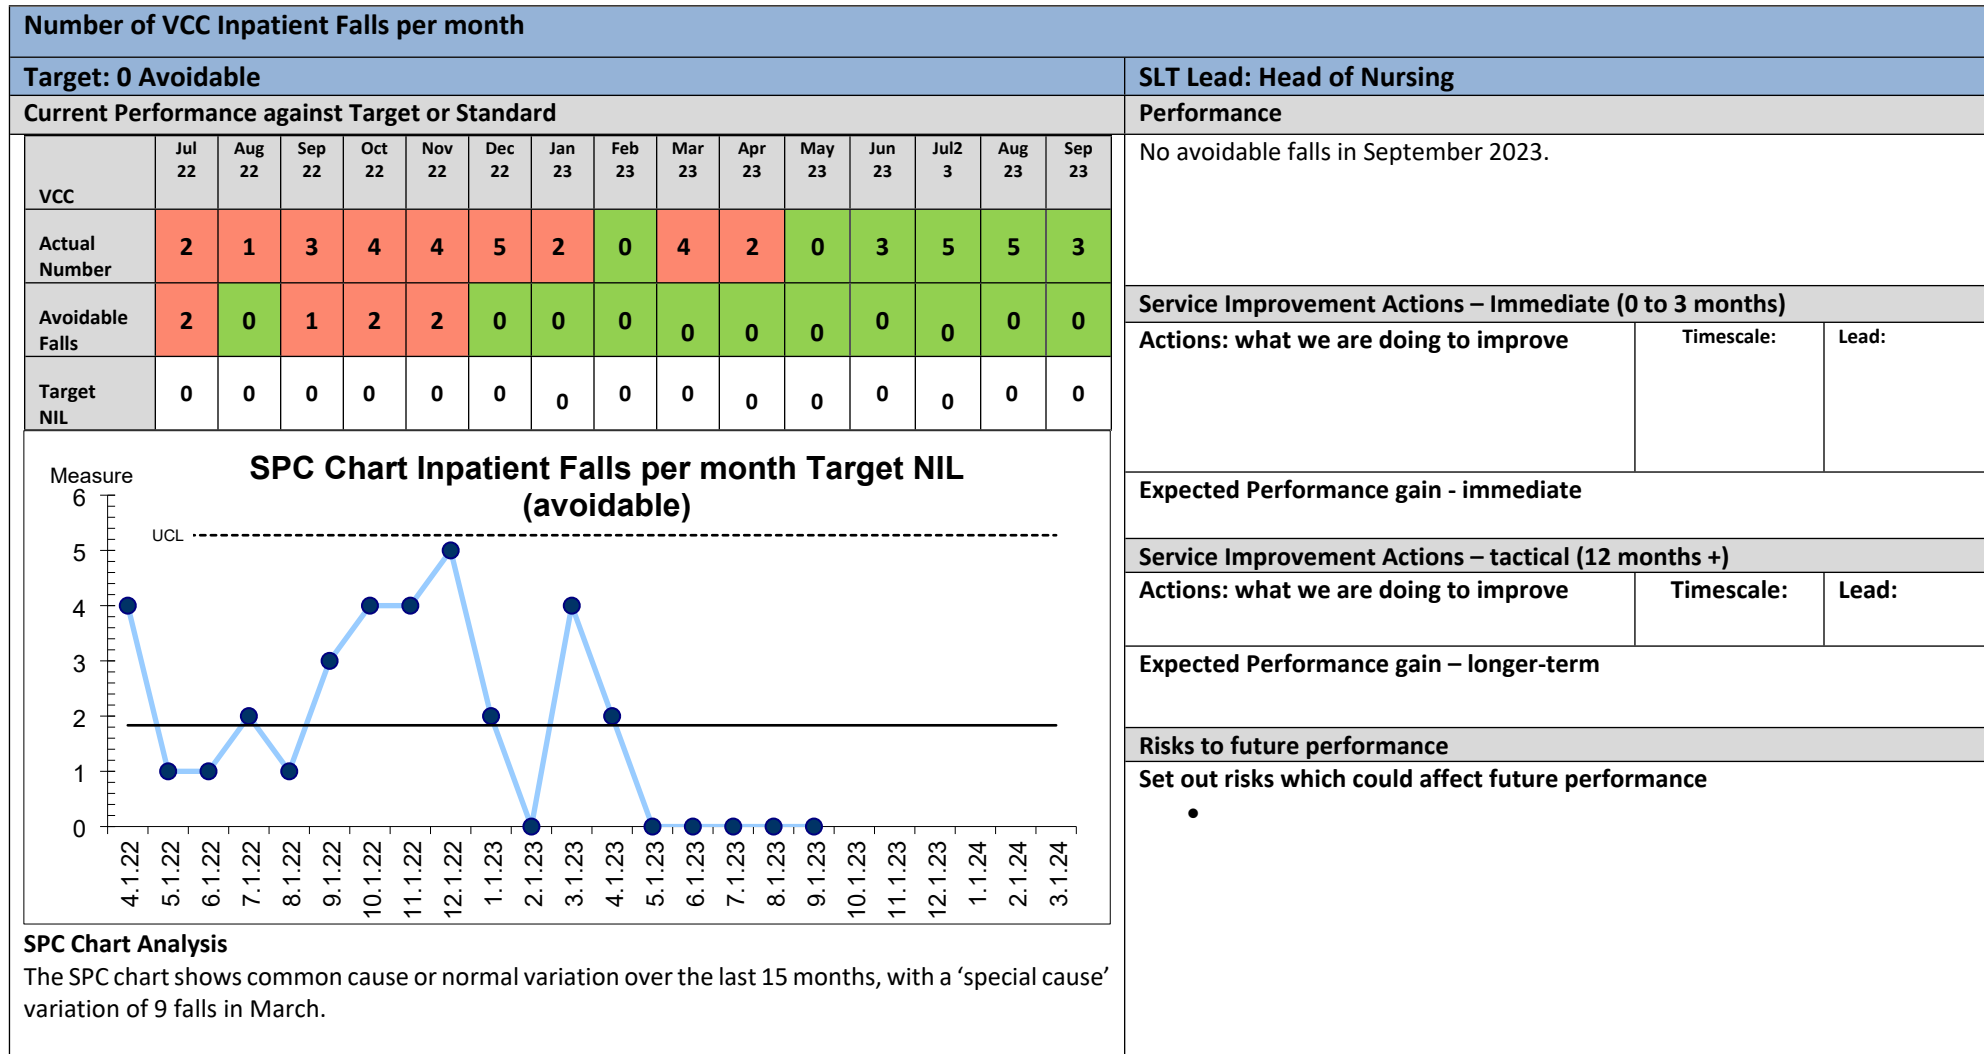 Number of VCC Inpatient Falls per month
Target: 0 Avoidable
SLT Lead: Head of Nursing
Current Performance against Target or Standard
Performance
VCC Jul 22 Aug 22 Sep 22 Oct 22 Nov 22 Dec 22 Jan 23 Feb 23 Mar 23 Apr 23 May 23 Jun 23 Jul2 3 Aug 23 Sep 23
Actual Number 2 1 3 4 4 5 2 0 4 2 0 3 5 5 3
Avoidable Falls 2 0 1 2 2 0 0 0 0 0 0 0 0 0 0
Target NIL 0 0 0 0 0 0 0 0 0 0 0 0 0 0 0
SPC Chart Inpatient Falls per month Target NIL
(avoidable)
Measure
6
5
4
3
2
1
0
UCL
4.1.22 5.1.22 6.1.22 7.1.22 8.1.22 9.1.22 10.1.22 11.1.22 12.1.22 1.1.23 2.1.23 3.1.23 4.1.23 5.1.23 6.1.23 7.1.23 8.1.23 9.1.23 10.1.23 11.1.23 12.1.23 1.1.24 2.1.24 3.1.24
SPC Chart Analysis
The SPC chart shows common cause or normal variation over the last 15 months, with a ‘special cause’
variation of 9 falls in March.
No avoidable falls in September 2023.
Service Improvement Actions – Immediate (0 to 3 months)
Actions: what we are doing to improve Timescale: Lead:
Expected Performance gain - immediate
Service Improvement Actions – tactical (12 months +)
Actions: what we are doing to improve Timescale: Lead:
Expected Performance gain – longer-term
Risks to future performance
Set out risks which could affect future performance
•